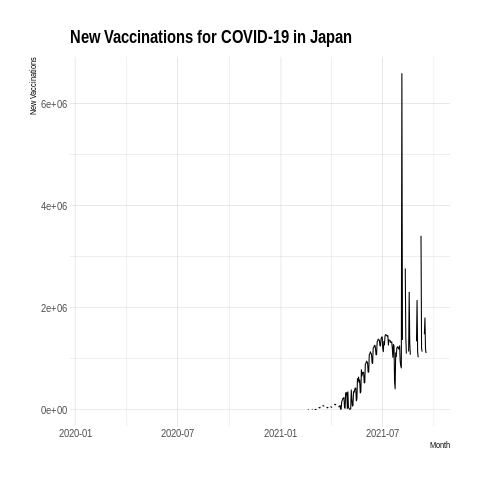 New Vaccinations for COVID-19 in Japan
New Vaccinations
6e+06
4e+06
2e+06
0e+00
2020-01 2020-07 2021-01 2021-07
Month